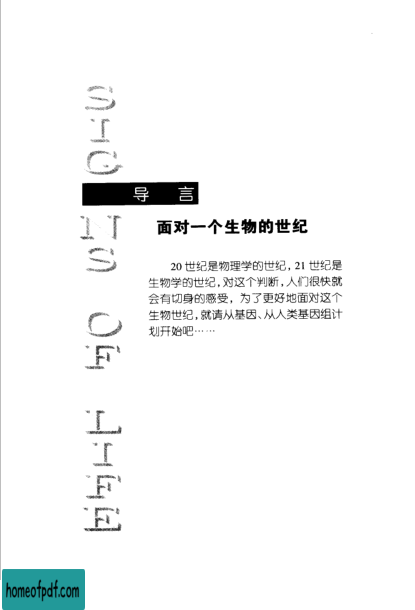 SIGNS OF LIFE
导 言
面对一个生物的世纪
20 世纪是物理学的世纪，21 世纪是
生物学的世纪，对这个判断，人们很快就
会有切身的感受，为了更好地面对这个
生物世纪，就请从基因、从人类基因组计
划开始吧……
homeofpdf.com